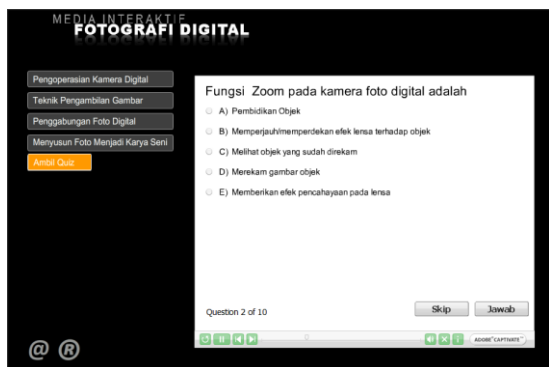 MEDIA INTERAKTIF
FOTOGRAFI DIGITAL
Pengoperasian Kamera Digital
Teknik Pengambilan Gambar
Penggabungan Foto Digital
Menyusun Foto Menjadi Karya Seni
Ambil Quiz
Fungsi Zoom pada kamera foto digital adalah
A) Pembidikan Objek
B) Memperjauh/memperdekan efek lensa terhadap objek
C) Melihat objek yang sudah direkam
D) Merekam gambar objek
E) Memberikan efek pencahayaan pada lensa
Question 2 of 10
Skip
Jawab
ADOBE CAPTIVATE™
@ ®